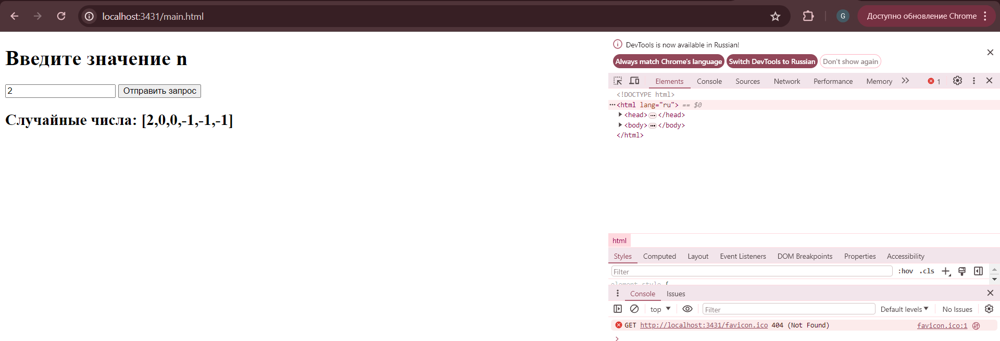 localhost:3431/main.html
G
Доступно обновление Chrome
Введите значение n
2
Отправить запрос
Случайные числа: [2,0,0,-1,-1,-1]
DevTools is now available in Russian!
Always match Chrome's language
Switch DevTools to Russian
Don't show again
Elements
Console
Sources
Network
Performance
Memory
1
<!DOCTYPE html>
<html lang="ru"> == $0
<head> </head>
<body> </body>
</html>
html
Styles
Computed
Layout
Event Listeners
DOM Breakpoints
Properties
Accessibility
Filter
:hov
.cls
element.style {
Console
Issues
top
Filter
Default levels
No Issues
GET http://localhost:3431/favicon.ico 404 (Not Found)
favicon.ico:1